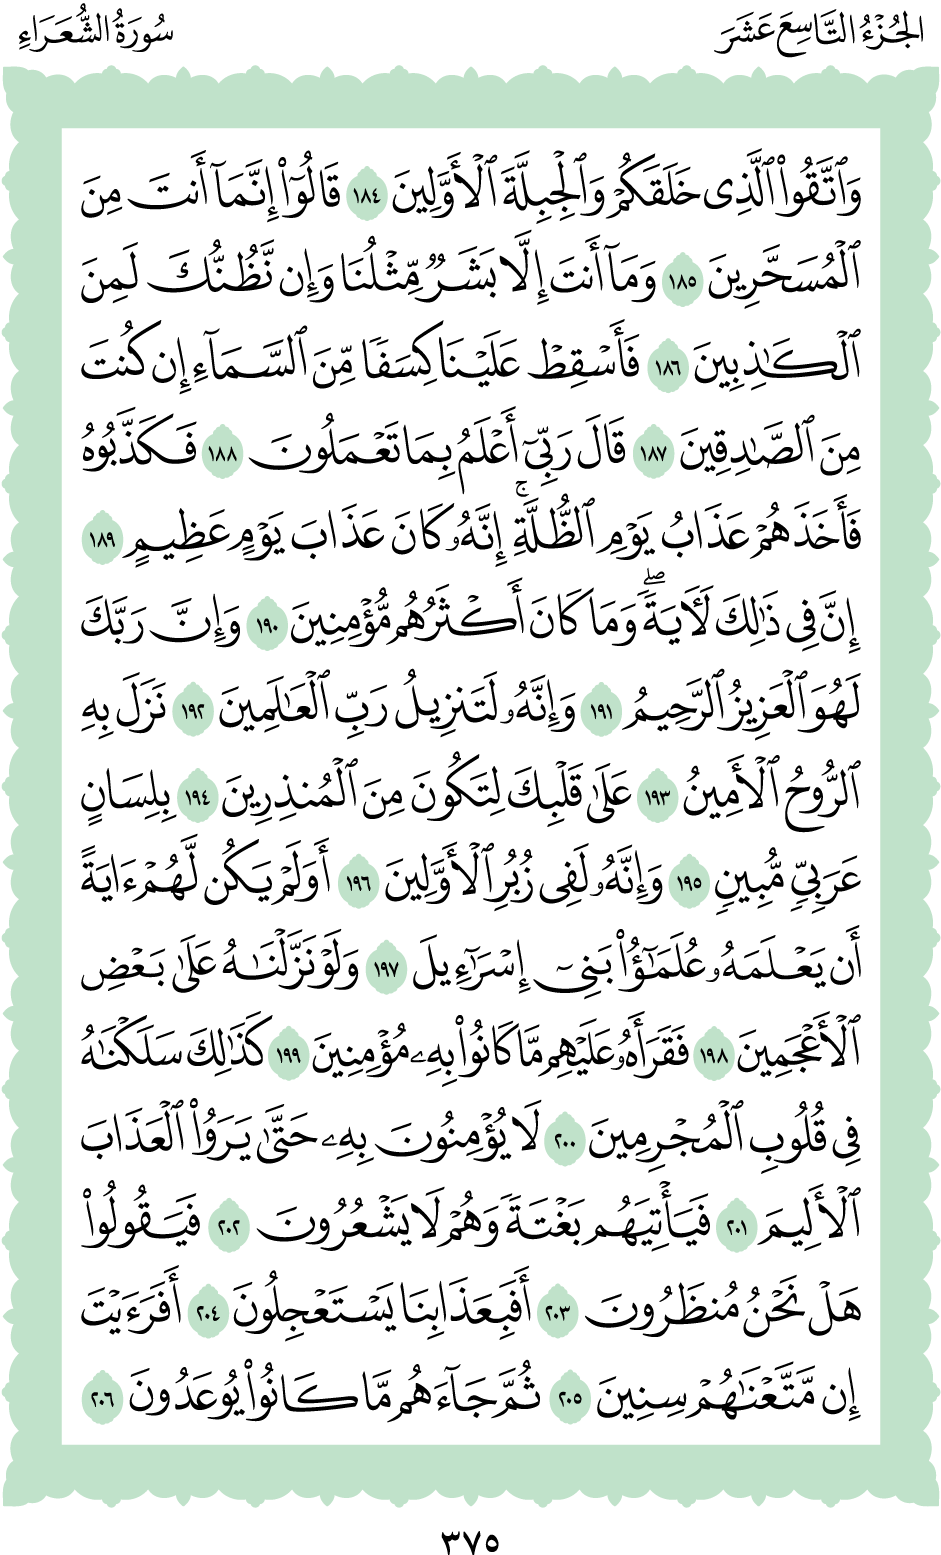 الجُزْءُ التَّاسِعَ عَشَرَ
سُورَةُ الشُّعَرَاءِ
وَٱتَّقُوا۟ ٱلَّذِى خَلَقَكُمْ وَٱلْجِبِلَّةَ ٱلْأَوَّلِينَ ١٨٤ قَالُوٓا۟ إِنَّمَآ أَنتَ مِنَ
ٱلْمُسَحَّرِينَ ١٨٥ وَمَآ أَنتَ إِلَّا بَشَرٌ مِّثْلُنَا وَإِن نَّظُنُّكَ لَمِنَ
ٱلْكَـٰذِبِينَ ١٨٦ فَأَسْقِطْ عَلَيْنَا كِسَفًا مِّنَ ٱلسَّمَآءِ إِن كُنتَ
مِنَ ٱلصَّـٰدِقِينَ ١٨٧ قَالَ رَبِّىٓ أَعْلَمُ بِمَا تَعْمَلُونَ ١٨٨ فَكَذَّبُوهُ
فَأَخَذَهُمْ عَذَابُ يَوْمِ ٱلظُّلَّةِ ۚ إِنَّهُۥ كَانَ عَذَابَ يَوْمٍ عَظِيمٍ ١٨٩
إِنَّ فِى ذَٰلِكَ لَـَٔايَةً ۖ وَمَا كَانَ أَكْثَرُهُم مُّؤْمِنِينَ ١٩٠ وَإِنَّ رَبَّكَ
لَهُوَ ٱلْعَزِيزُ ٱلرَّحِيمُ ١٩١ وَإِنَّهُۥ لَتَنزِيلُ رَبِّ ٱلْعَـٰلَمِينَ ١٩٢ نَزَلَ بِهِ
ٱلرُّوحُ ٱلْأَمِينُ ١٩٣ عَلَىٰ قَلْبِكَ لِتَكُونَ مِنَ ٱلْمُنذِرِينَ ١٩٤ بِلِسَانٍ
عَرَبِىٍّ مُّبِينٍ ١٩٥ وَإِنَّهُۥ لَفِى زُبُرِ ٱلْأَوَّلِينَ ١٩٦ أَوَلَمْ يَكُن لَّهُمْ ءَايَةً
أَن يَعْلَمَهُۥ عُلَمَـٰٓؤُا۟ بَنِىٓ إِسْرَـٰٓءِيلَ ١٩٧ وَلَوْ نَزَّلْنَـٰهُ عَلَىٰ بَعْضِ
ٱلْأَعْجَمِينَ ١٩٨ فَقَرَأَهُۥ عَلَيْهِم مَّا كَانُوا۟ بِهِۦ مُؤْمِنِينَ ١٩٩ كَذَٰلِكَ سَلَكْنَـٰهُ
فِى قُلُوبِ ٱلْمُجْرِمِينَ ٢٠٠ لَا يُؤْمِنُونَ بِهِۦ حَتَّىٰ يَرَوُا۟ ٱلْعَذَابَ
ٱلْأَلِيمَ ٢٠١ فَيَأْتِيَهُم بَغْتَةً وَهُمْ لَا يَشْعُرُونَ ٢٠٢ فَيَقُولُوا۟
هَلْ نَحْنُ مُنظَرُونَ ٢٠٣ أَفَبِعَذَابِنَا يَسْتَعْجِلُونَ ٢٠٤ أَفَرَءَيْتَ
إِن مَّتَّعْنَـٰهُمْ سِنِينَ ٢٠٥ ثُمَّ جَآءَهُم مَّا كَانُوا۟ يُوعَدُونَ ٢٠٦
٣٧٥